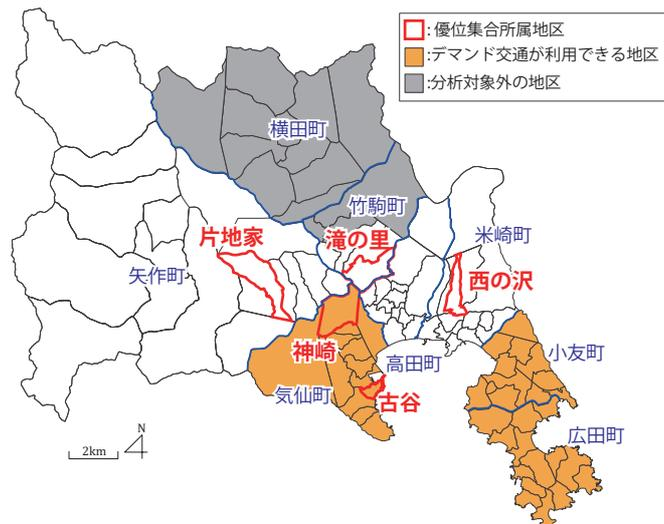 :優位集合所属地区
:デマンド交通が利用できる地区
:分析対象外の地区
横田町
竹駒町
片地家
滝の里
米崎町
矢作町
西の沢
神崎
高田町
小友町
気仙町
古谷
広田町
2km
N